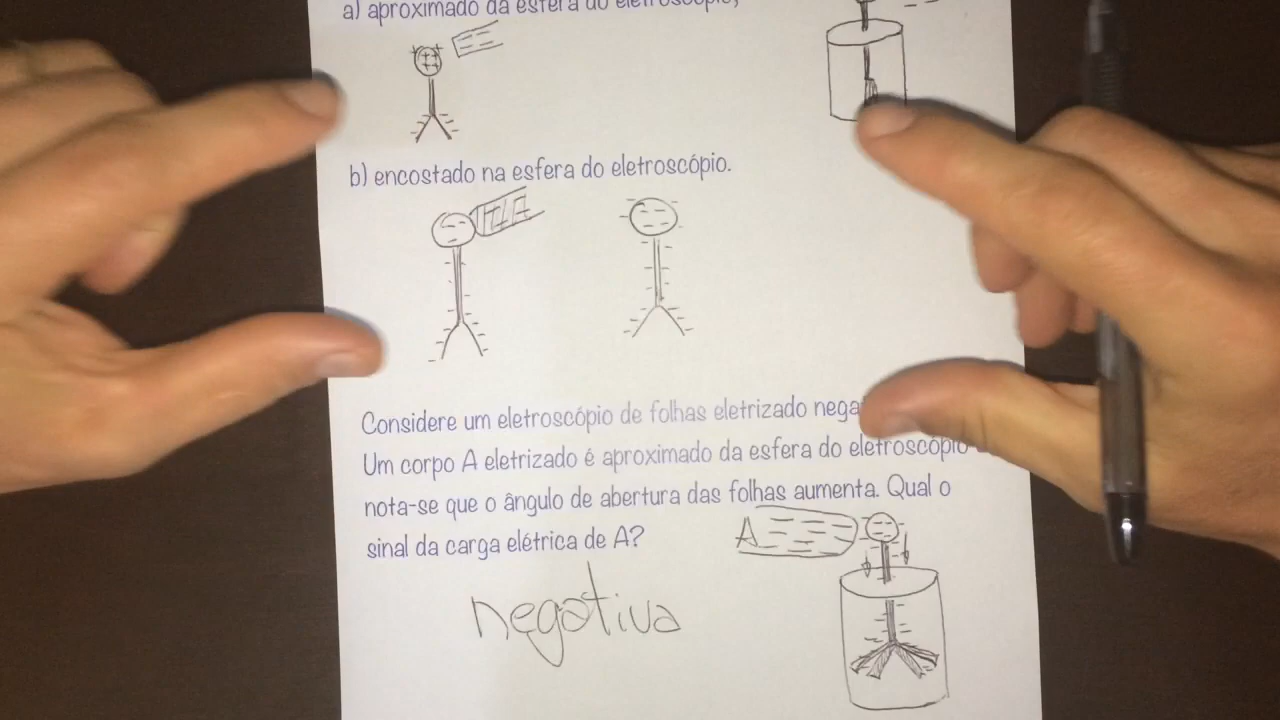 a) aproximado da esfera do eletroscópio;
b) encostado na esfera do eletroscópio.
Considere um eletroscópio de folhas eletrizado
Um corpo A eletrizado é aproximado da esfera do eletroscópio
nota-se que o ângulo de abertura das folhas aumenta. Qual o
sinal da carga elétrica de A?
A
negativa